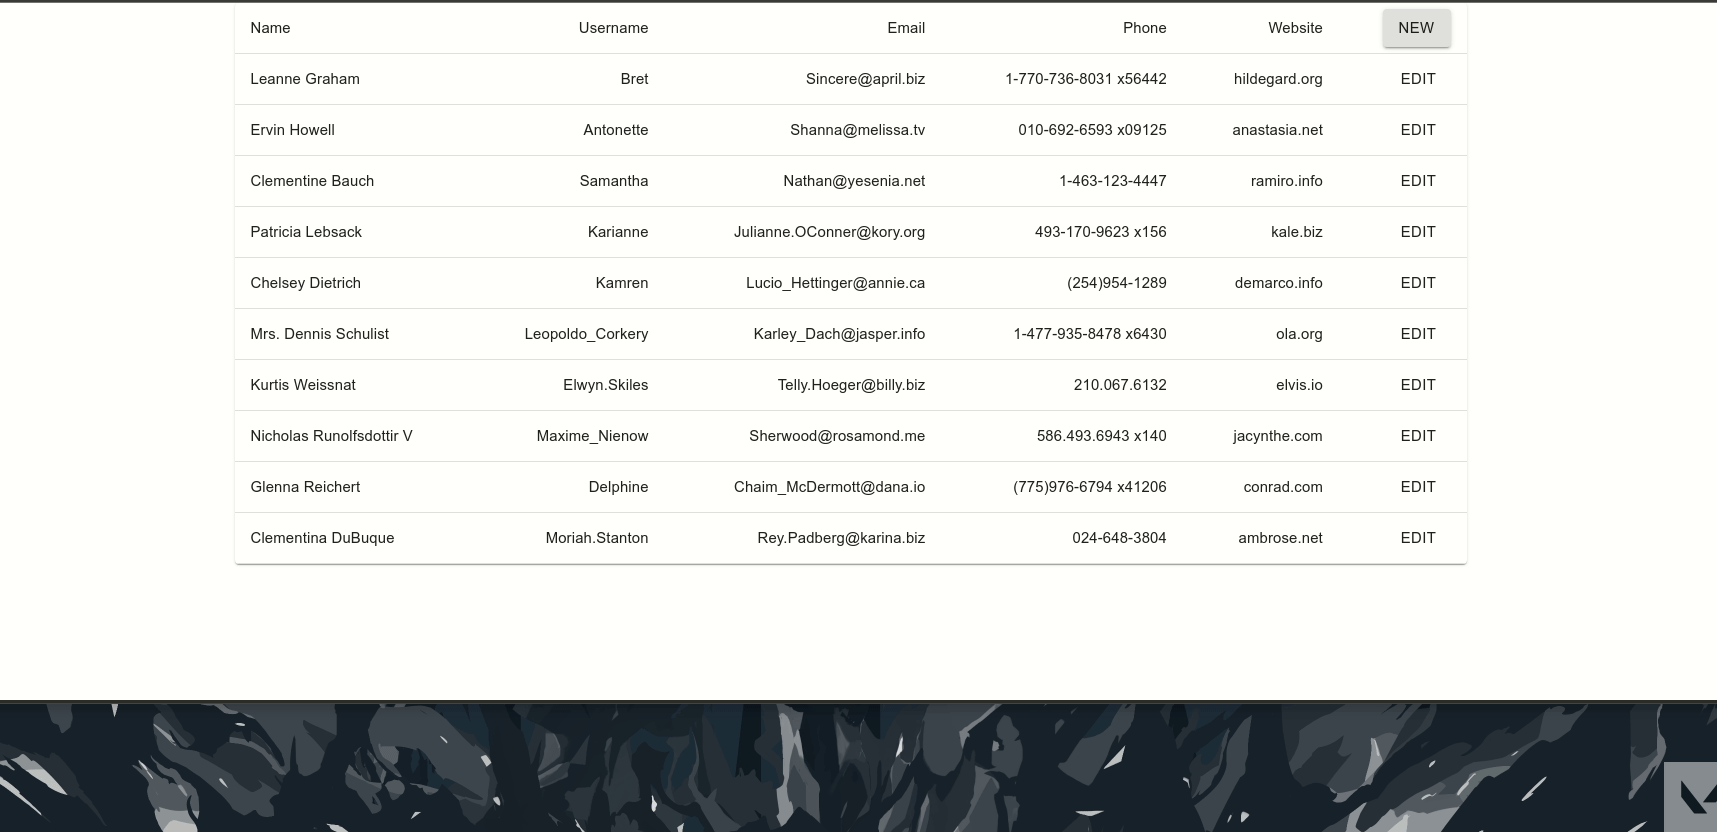 Name Username Email Phone Website NEW
Leanne Graham Bret Sincere@april.biz 1-770-736-8031 x56442 hildegard.org EDIT
Ervin Howell Antonette Shanna@melissa.tv 010-692-6593 x09125 anastasia.net EDIT
Clementine Bauch Samantha Nathan@yesenia.net 1-463-123-4447 ramiro.info EDIT
Patricia Lebsack Karianne Julianne.OConner@kory.org 493-170-9623 x156 kale.biz EDIT
Chelsey Dietrich Kamren Lucio_Hettinger@annie.ca (254)954-1289 demarco.info EDIT
Mrs. Dennis Schulist Leopoldo_Corkery Karley_Dach@jasper.info 1-477-935-8478 x6430 ola.org EDIT
Kurtis Weissnat Elwyn.Skiles Telly.Hoeger@billy.biz 210.067.6132 elvis.io EDIT
Nicholas Runolfsdottir V Maxime_Nienow Sherwood@rosamond.me 586.493.6943 x140 jacynthe.com EDIT
Glenna Reichert Delphine Chaim_McDermott@dana.io (775)976-6794 x41206 conrad.com EDIT
Clementina DuBuque Moriah.Stanton Rey.Padberg@karina.biz 024-648-3804 ambrose.net EDIT